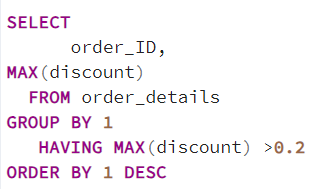 SELECT
order_ID,
MAX(discount)
FROM order_details
GROUP BY 1
HAVING MAX(discount) >0.2
ORDER BY 1 DESC